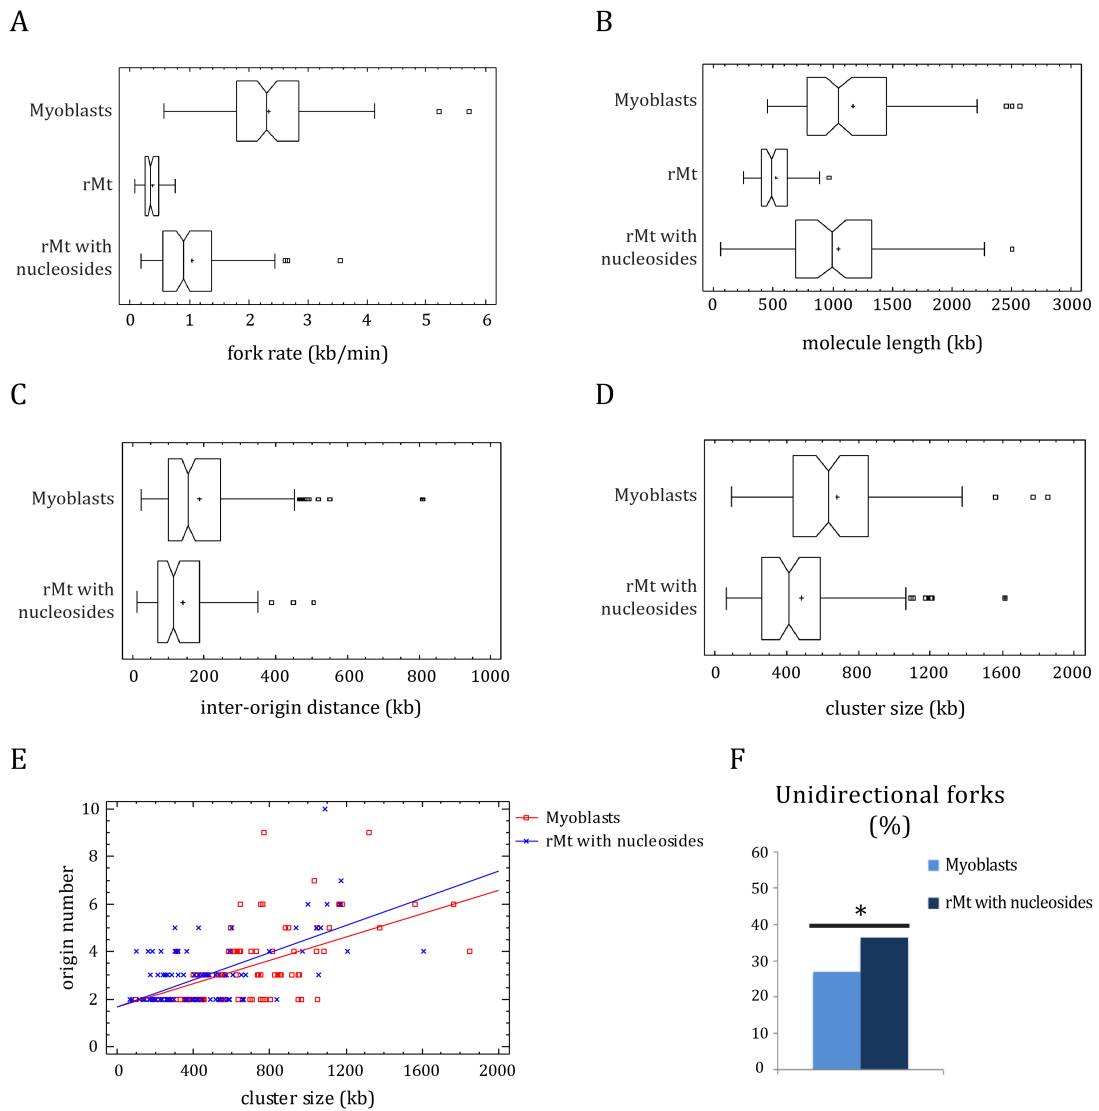 A
Myoblasts
rMt
rMt with
nucleosides
0 1 2 3 4 5 6
fork rate (kb/min)
B
Myoblasts
rMt
rMt with
nucleosides
0 500 1000 1500 2000 2500 3000
molecule length (kb)
C
Myoblasts
rMt with
nucleosides
0 200 400 600 800 1000
inter-origin distance (kb)
D
Myoblasts
rMt with
nucleosides
0 400 800 1200 1600 2000
cluster size (kb)
E
origin number
10
8
6
4
2
0
0 400 800 1200 1600 2000
cluster size (kb)
Myoblasts
rMt with nucleosides
F
Unidirectional forks
(%)
60
50
40
30
20
10
0
*
Myoblasts
rMt with nucleosides